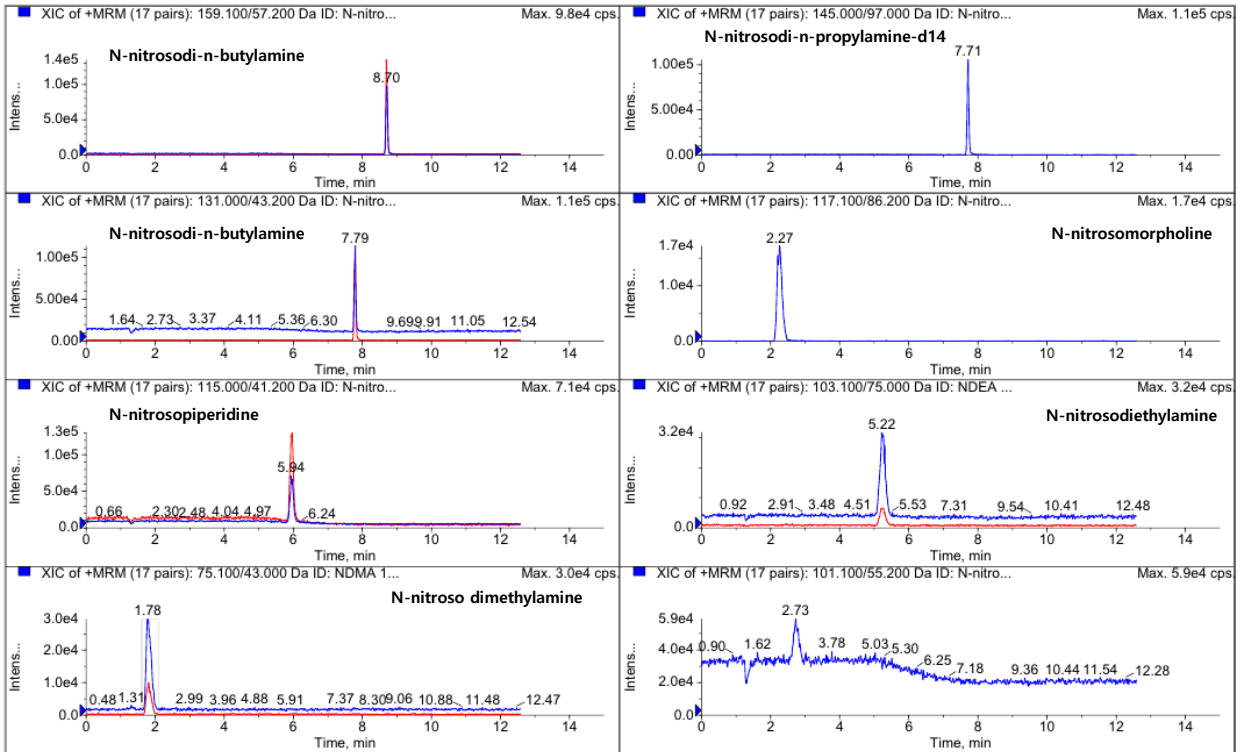 XIC of +MRM (17 pairs): 159.100/57.200 Da ID: N-nitro... Max. 9.8e4 cps.
N-nitrosodi-n-butylamine
Intens...
1.4e5
1.0e5
5.0e4
0.0
8.70
0 2 4 6 8 10 12 14
Time, min
XIC of +MRM (17 pairs): 145.000/97.000 Da ID: N-nitro... Max. 1.1e5 cps.
N-nitrosodi-n-propylamine-d14
Intens...
1.00e5
5.00e4
0.00
7.71
0 2 4 6 8 10 12 14
Time, min
XIC of +MRM (17 pairs): 131.000/43.200 Da ID: N-nitro... Max. 1.1e5 cps.
N-nitrosodi-n-butylamine
Intens...
1.00e5
5.00e4
0.00
1.64 2.73 3.37 4.11 5.36 6.30 7.79 9.69 9.91 11.05 12.54
0 2 4 6 8 10 12 14
Time, min
XIC of +MRM (17 pairs): 117.100/86.200 Da ID: N-nitro... Max. 1.7e4 cps.
N-nitrosomorpholine
Intens...
1.7e4
1.0e4
0.0
2.27
0 2 4 6 8 10 12 14
Time, min
XIC of +MRM (17 pairs): 115.000/41.200 Da ID: N-nitro... Max. 7.1e4 cps.
N-nitrosopiperidine
Intens...
1.3e5
5.0e4
0.0
0.66 2.30 2.48 4.04 4.97 5.94 6.24
0 2 4 6 8 10 12 14
Time, min
XIC of +MRM (17 pairs): 103.100/75.000 Da ID: NDEA ... Max. 3.2e4 cps.
N-nitrosodiethylamine
Intens...
3.2e4
0.0
0.92 2.91 3.48 4.51 5.22 5.53 7.31 9.54 10.41 12.48
0 2 4 6 8 10 12 14
Time, min
XIC of +MRM (17 pairs): 75.100/43.000 Da ID: NDMA 1... Max. 3.0e4 cps.
N-nitroso dimethylamine
Intens...
3.0e4
2.0e4
1.0e4
0.0
0.48 1.31 1.78 2.99 3.96 4.88 5.91 7.37 8.30 9.06 10.88 11.48 12.47
0 2 4 6 8 10 12 14
Time, min
XIC of +MRM (17 pairs): 101.100/55.200 Da ID: N-nitro... Max. 5.9e4 cps.
Intens...
5.9e4
4.0e4
2.0e4
0.0
0.90 1.62 2.73 3.78 5.03 5.30 6.25 7.18 9.36 10.44 11.54 12.28
0 2 4 6 8 10 12 14
Time, min